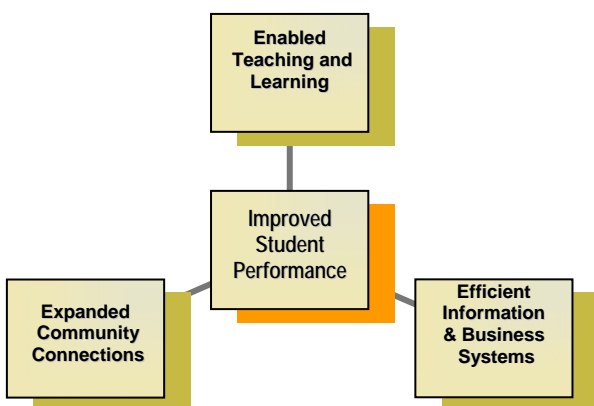 Enabled
Teaching and
Learning
Improved
Student
Performance
Expanded
Community
Connections
Efficient
Information
& Business
Systems